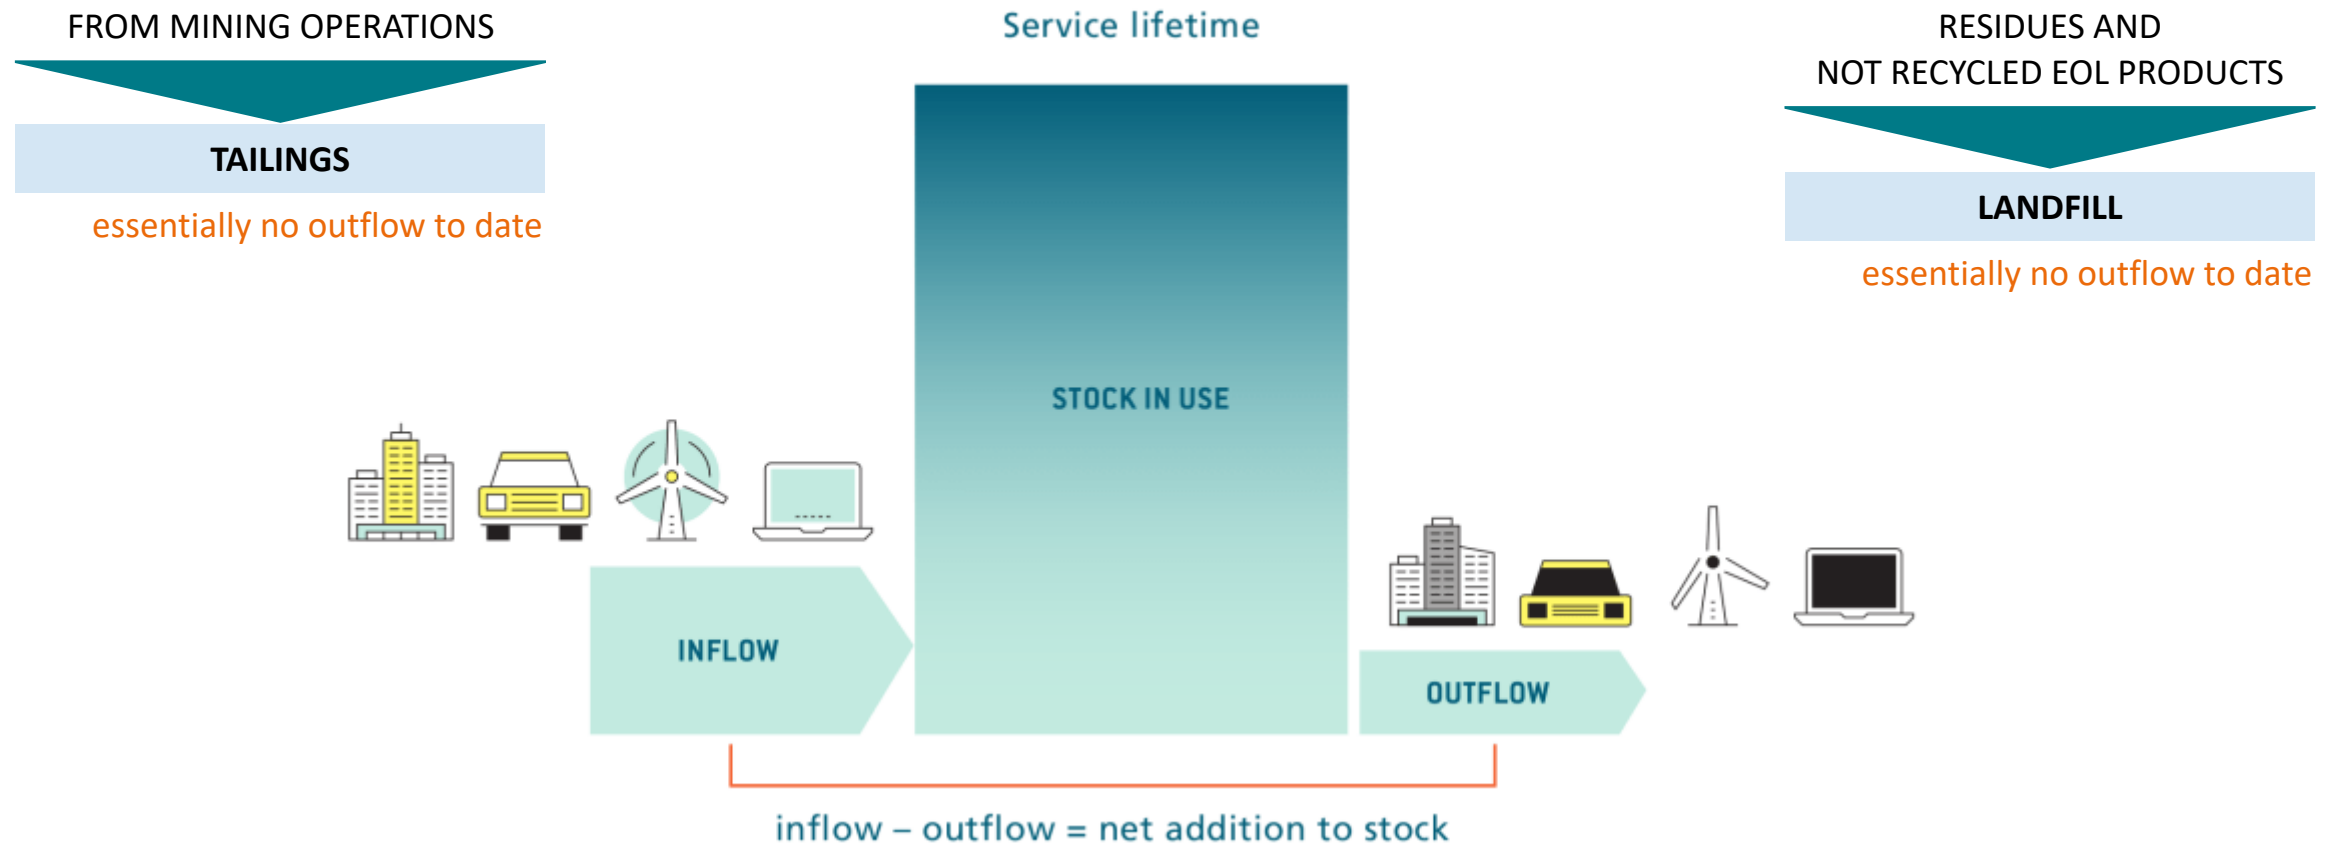 FROM MINING OPERATIONS
TAILINGS
essentially no outflow to date
Service lifetime
STOCK IN USE
RESIDUES AND
NOT RECYCLED EOL PRODUCTS
LANDFILL
essentially no outflow to date
INFLOW
OUTFLOW
inflow – outflow = net addition to stock